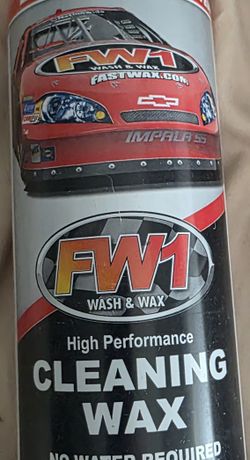 FW1
WASH & WAX
FASTWAX.COM
IMPALA SS
FW1
WASH & WAX
High Performance
CLEANING
WAX
NO WATER REQUIRED